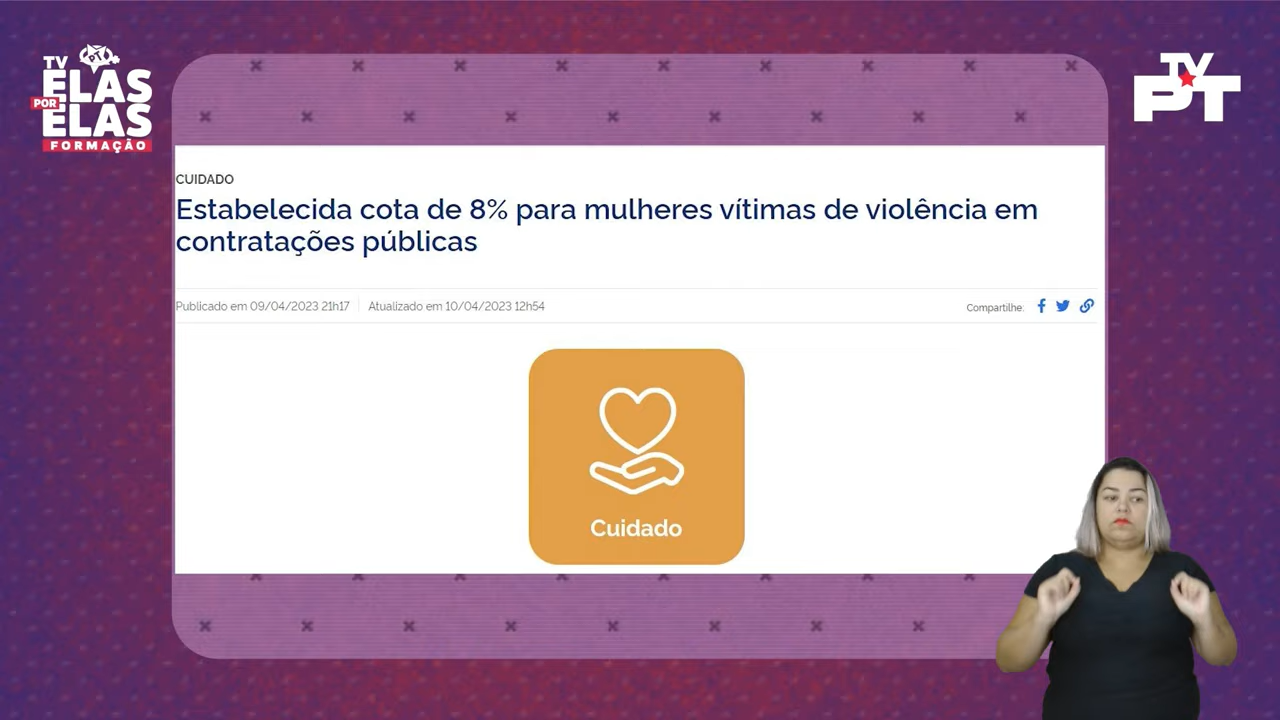 TV
ELAS
POR
ELAS
FORMAÇÃO
TV
PT
CUIDADO
Estabelecida cota de 8% para mulheres vítimas de violência em
contratações públicas
Publicado em 09/04/2023 21h17 Atualizado em 10/04/2023 12h54
Compartilhe:
Cuidado